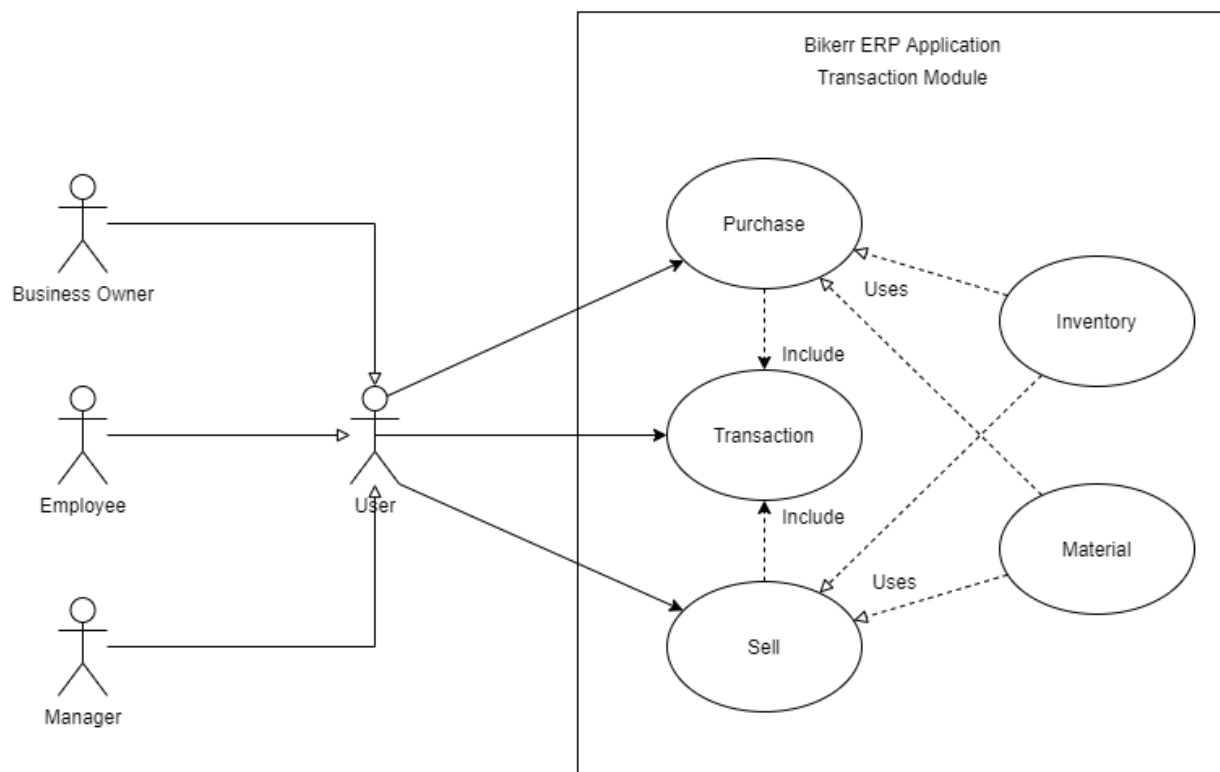 Bikerr ERP Application
Transaction Module
Business Owner
Employee
Manager
User
Purchase
Uses
Inventory
Include
Transaction
Include
Uses
Material
Sell